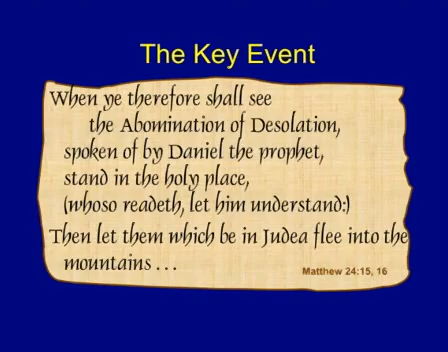 The Key Event
When ye therefore shall see
the Abomination of Desolation,
spoken of by Daniel the prophet,
stand in the holy place,
(whoso readeth, let him understand:)
Then let them which be in Judea flee into the
mountains . . .
Matthew 24:15, 16